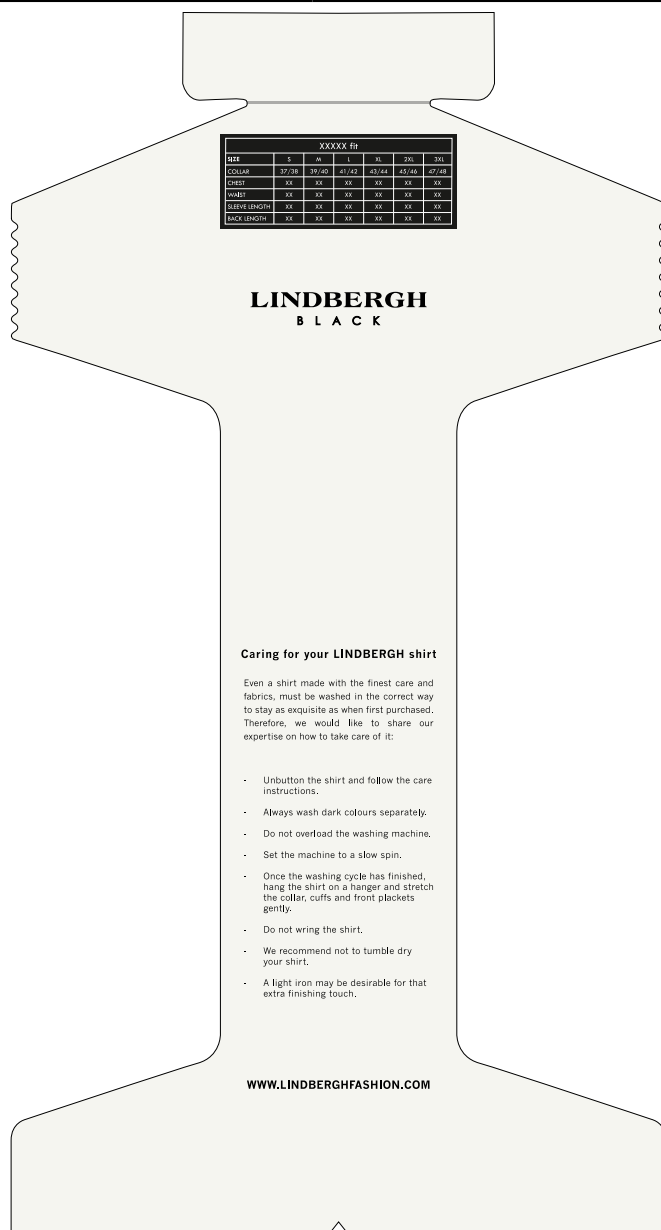 XXXXX fit
SIZE S M L XL 2XL 3XL
COLLAR 37/38 39/40 41/42 43/44 45/46 47/48
CHEST XX XX XX XX XX XX
WAIST XX XX XX XX XX XX
SLEEVE LENGTH XX XX XX XX XX XX
BACK LENGTH XX XX XX XX XX XX
LINDBERGH
BLACK
Caring for your LINDBERGH shirt
Even a shirt made with the finest care and
fabrics, must be washed in the correct way
to stay as exquisite as when first purchased.
Therefore, we would like to share our
expertise on how to take care of it:
- Unbutton the shirt and follow the care
instructions.
- Always wash dark colours separately.
- Do not overload the washing machine.
- Set the machine to a slow spin.
- Once the washing cycle has finished,
hang the shirt on a hanger and stretch
the collar, cuffs and front plackets
gently.
- Do not wring the shirt.
- We recommend not to tumble dry
your shirt.
- A light iron may be desirable for that
extra finishing touch.
WWW.LINDBERGHFASHION.COM